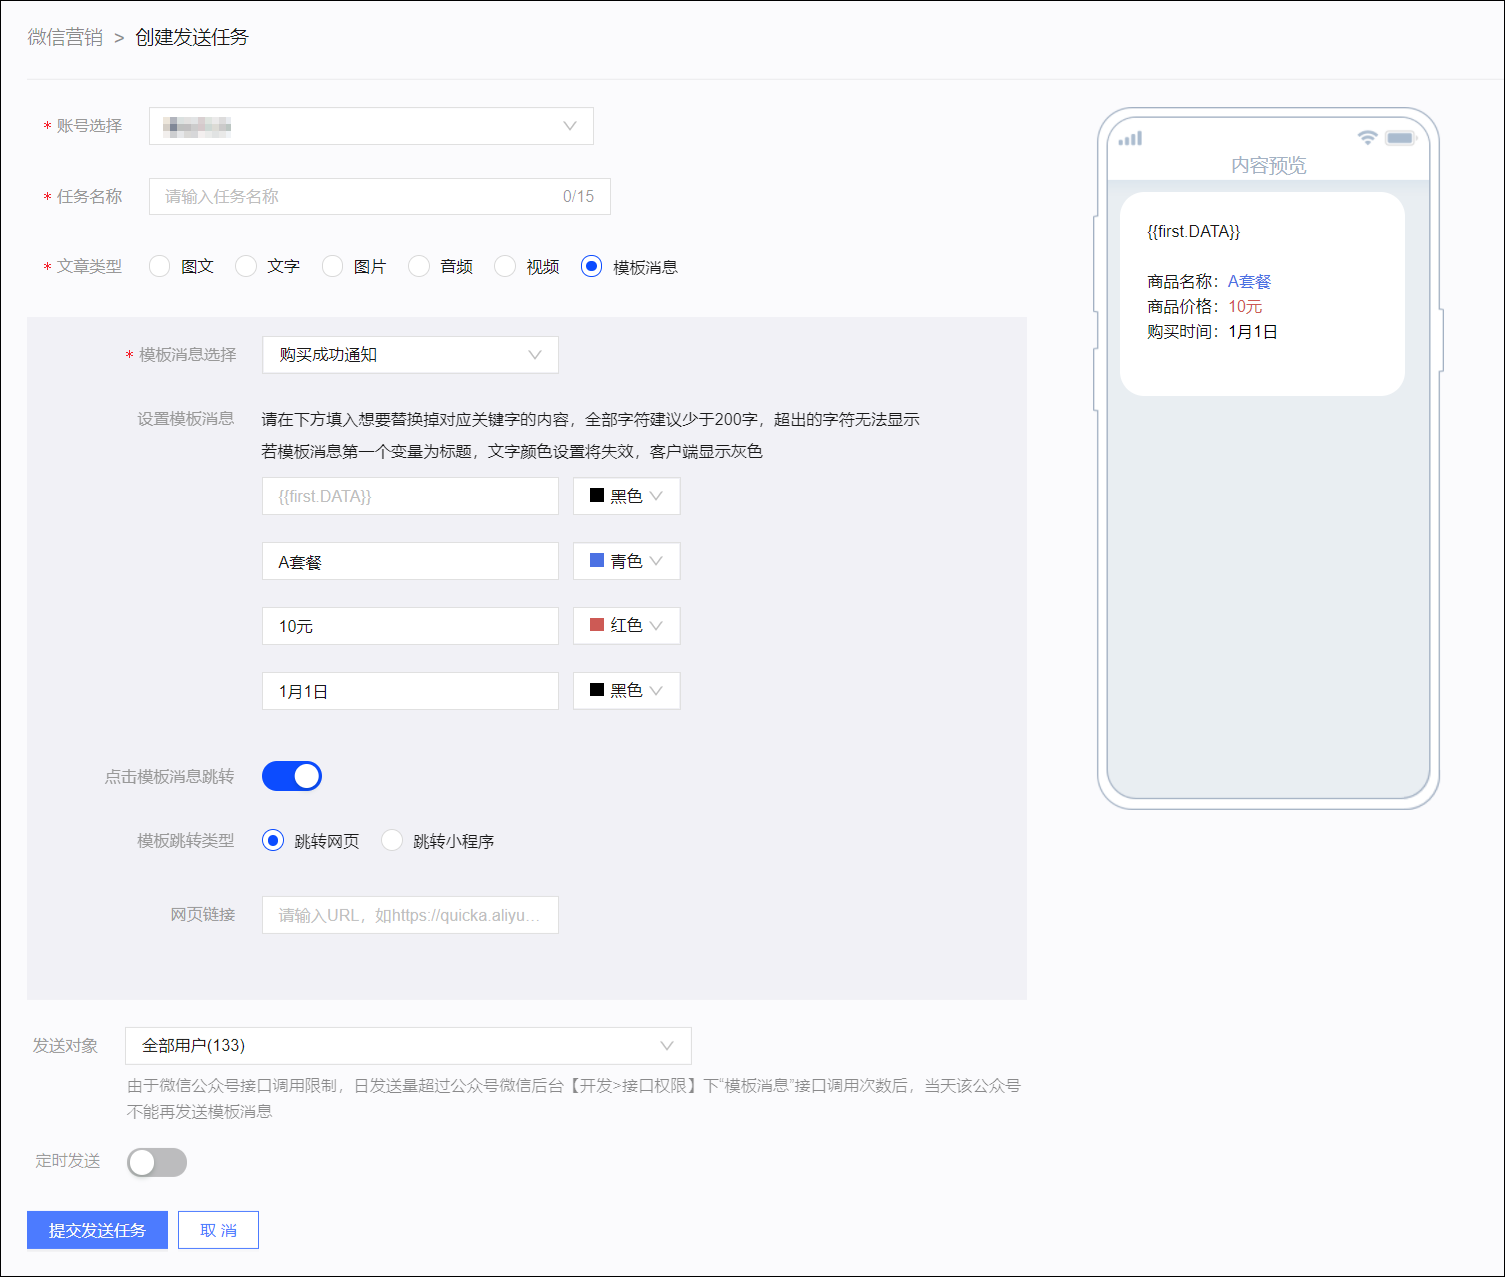 微信营销 > 创建发送任务
* 账号选择
* 任务名称 请输入任务名称 0/15
* 文章类型 图文 文字 图片 音频 视频 模板消息
* 模板消息选择 购买成功通知
设置模板消息 请在下方填入想要替换掉对应关键字的内容，全部字符建议少于200字，超出的字符无法显示
若模板消息第一个变量为标题，文字颜色设置将失效，客户端显示灰色
{{first.DATA}} 黑色
A套餐 青色
10元 红色
1月1日 黑色
点击模板消息跳转
模板跳转类型 跳转网页 跳转小程序
网页链接 请输入URL，如https://quicka.aliyu...
发送对象 全部用户(133)
由于微信公众号接口调用限制，日发送量超过公众号微信后台【开发>接口权限】下“模板消息”接口调用次数后，当天该公众号
不能再发送模板消息
定时发送
提交发送任务 取 消
内容预览
{{first.DATA}}
商品名称：A套餐
商品价格：10元
购买时间：1月1日